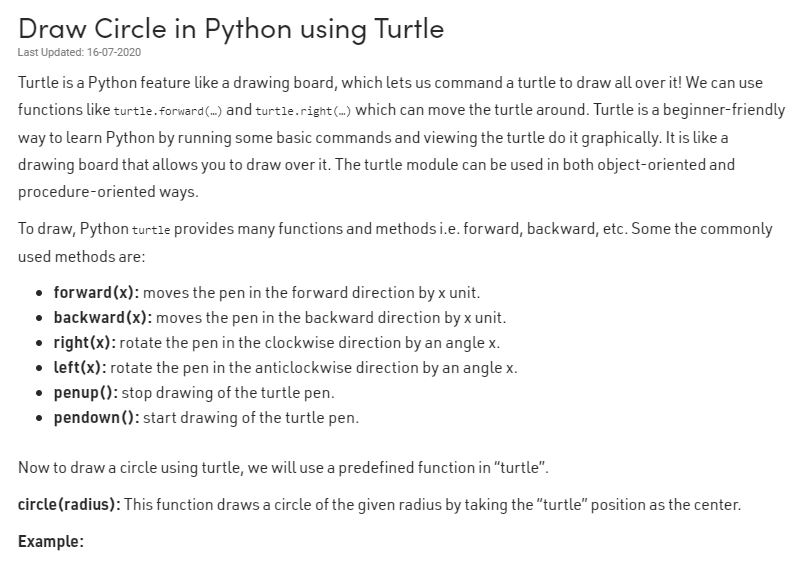 Draw Circle in Python using Turtle
Last Updated: 16-07-2020
Turtle is a Python feature like a drawing board, which lets us command a turtle to draw all over it! We can use
functions like turtle.forward(…) and turtle.right(…) which can move the turtle around. Turtle is a beginner-friendly
way to learn Python by running some basic commands and viewing the turtle do it graphically. It is like a
drawing board that allows you to draw over it. The turtle module can be used in both object-oriented and
procedure-oriented ways.
To draw, Python turtle provides many functions and methods i.e. forward, backward, etc. Some the commonly
used methods are:
• forward(x): moves the pen in the forward direction by x unit.
• backward(x): moves the pen in the backward direction by x unit.
• right(x): rotate the pen in the clockwise direction by an angle x.
• left(x): rotate the pen in the anticlockwise direction by an angle x.
• penup(): stop drawing of the turtle pen.
• pendown(): start drawing of the turtle pen.
Now to draw a circle using turtle, we will use a predefined function in “turtle”.
circle(radius): This function draws a circle of the given radius by taking the “turtle” position as the center.
Example: